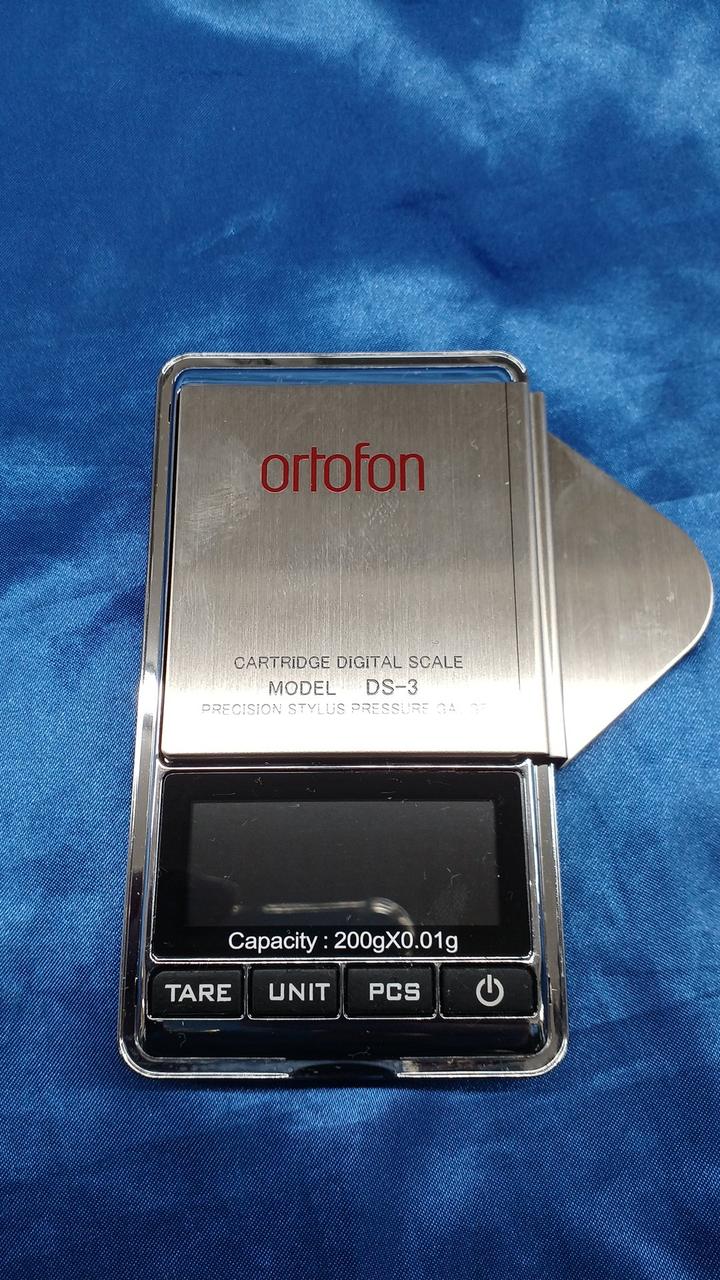 ortofon
CARTRIDGE DIGITAL SCALE
MODEL DS-3
PRECISION STYLUS PRESSURE
Capacity : 200gX0.01g
TARE UNIT PCS